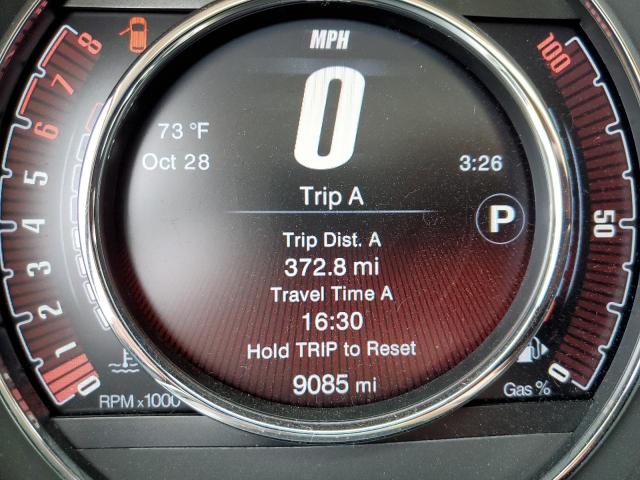 MPH
0
73 °F
Oct 28
3:26
Trip A
P
Trip Dist. A
372.8 mi
Travel Time A
16:30
Hold TRIP to Reset
9085 mi
8
7
6
5
4
3
2
1
0
RPM x1000
100
50
0
Gas %